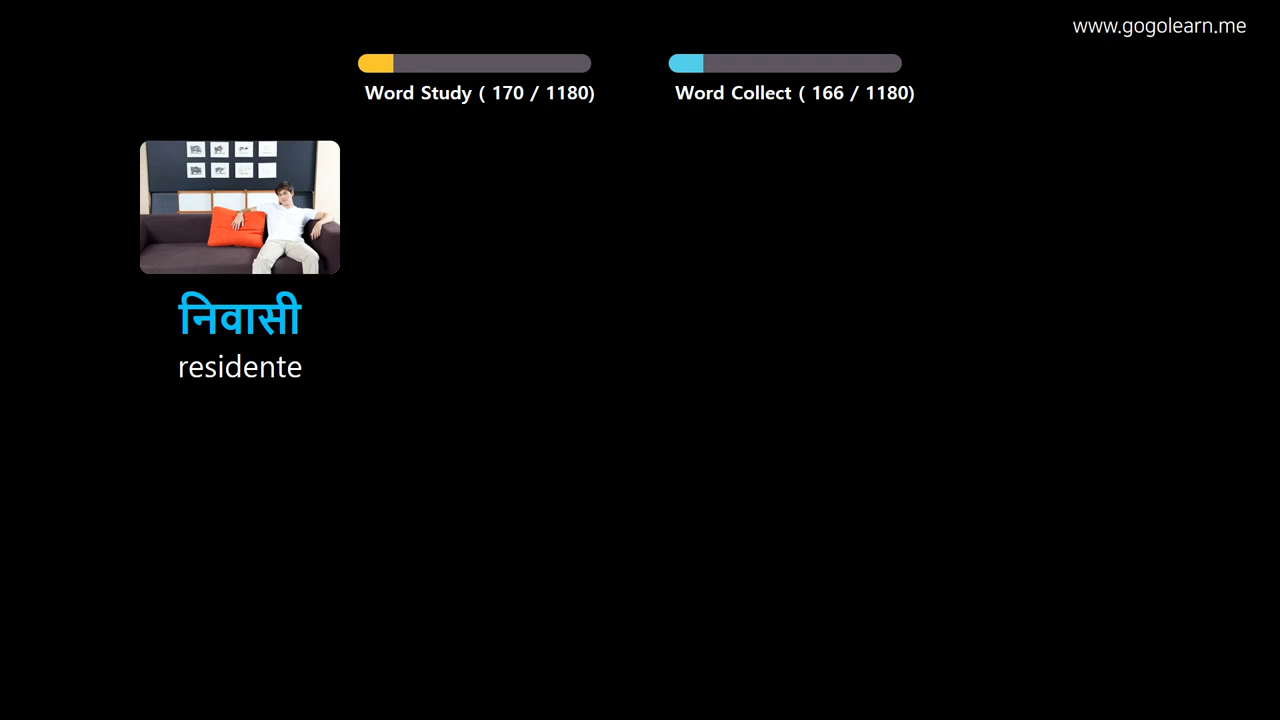 www.gogolearn.me
Word Study ( 170 / 1180)
Word Collect ( 166 / 1180)
निवासी
residente